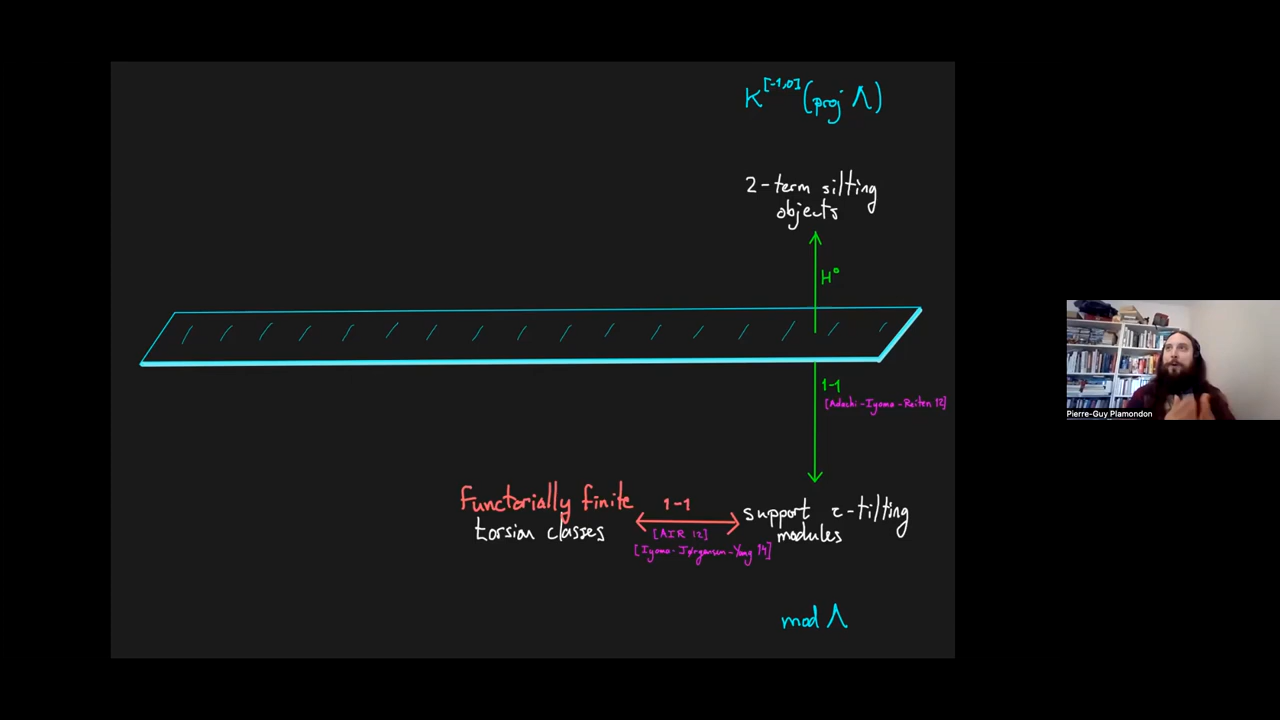 K^[-1,0] (proj Λ)
2-term silting
objects
H⁰
1-1
[Adachi-Iyama-Reiten 12]
Pierre-Guy Plamondon
Functorially finite
torsion classes
1-1
[AIR 12]
[Iyama-Jørgensen-Yang 14]
support τ-tilting
modules
mod Λ